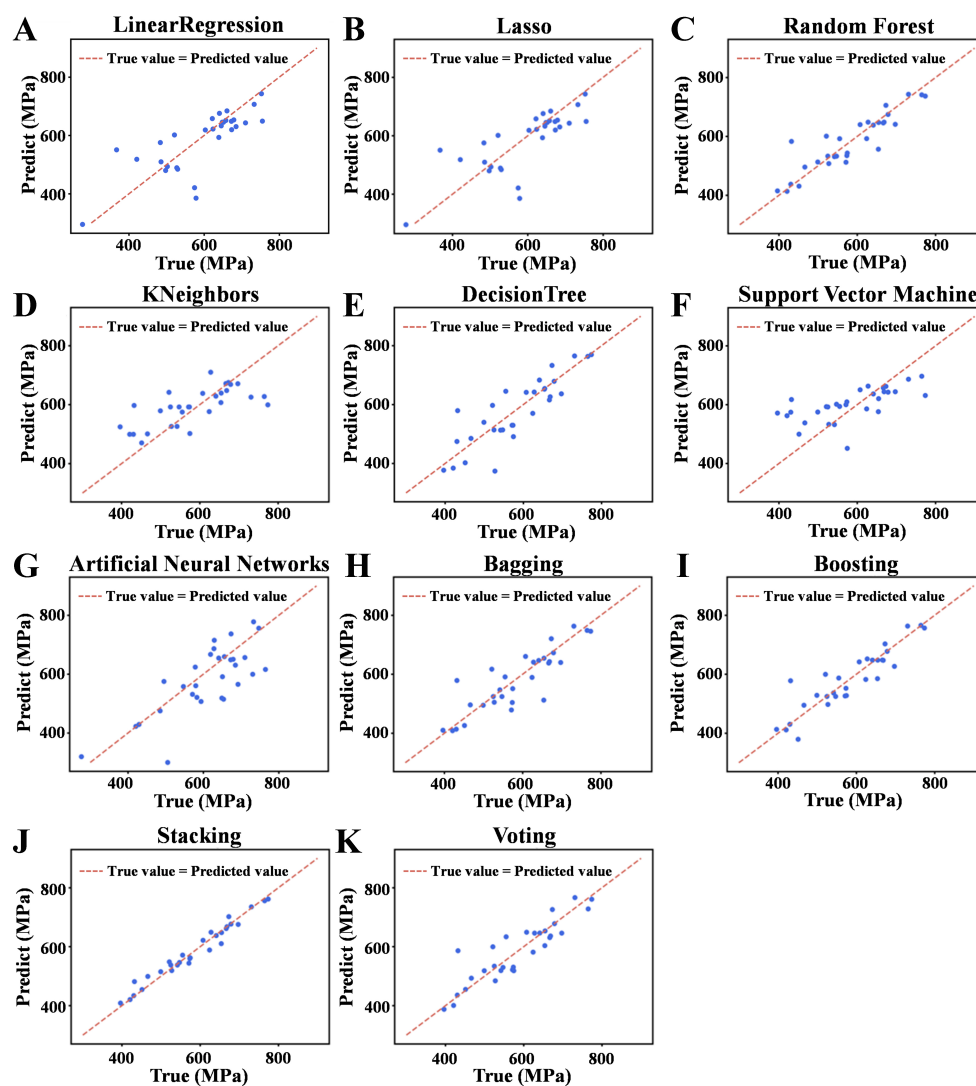 A
LinearRegression
True value = Predicted value
Predict (MPa)
800
600
400
400
600
800
True (MPa)
B
Lasso
True value = Predicted value
Predict (MPa)
800
600
400
400
600
800
True (MPa)
C
Random Forest
True value = Predicted value
Predict (MPa)
800
600
400
400
600
800
True (MPa)
D
KNeighbors
True value = Predicted value
Predict (MPa)
800
600
400
400
600
800
True (MPa)
E
DecisionTree
True value = Predicted value
Predict (MPa)
800
600
400
400
600
800
True (MPa)
F
Support Vector Machine
True value = Predicted value
Predict (MPa)
800
600
400
400
600
800
True (MPa)
G
Artificial Neural Networks
True value = Predicted value
Predict (MPa)
800
600
400
400
600
800
True (MPa)
H
Bagging
True value = Predicted value
Predict (MPa)
800
600
400
400
600
800
True (MPa)
I
Boosting
True value = Predicted value
Predict (MPa)
800
600
400
400
600
800
True (MPa)
J
Stacking
True value = Predicted value
Predict (MPa)
800
600
400
400
600
800
True (MPa)
K
Voting
True value = Predicted value
Predict (MPa)
800
600
400
400
600
800
True (MPa)